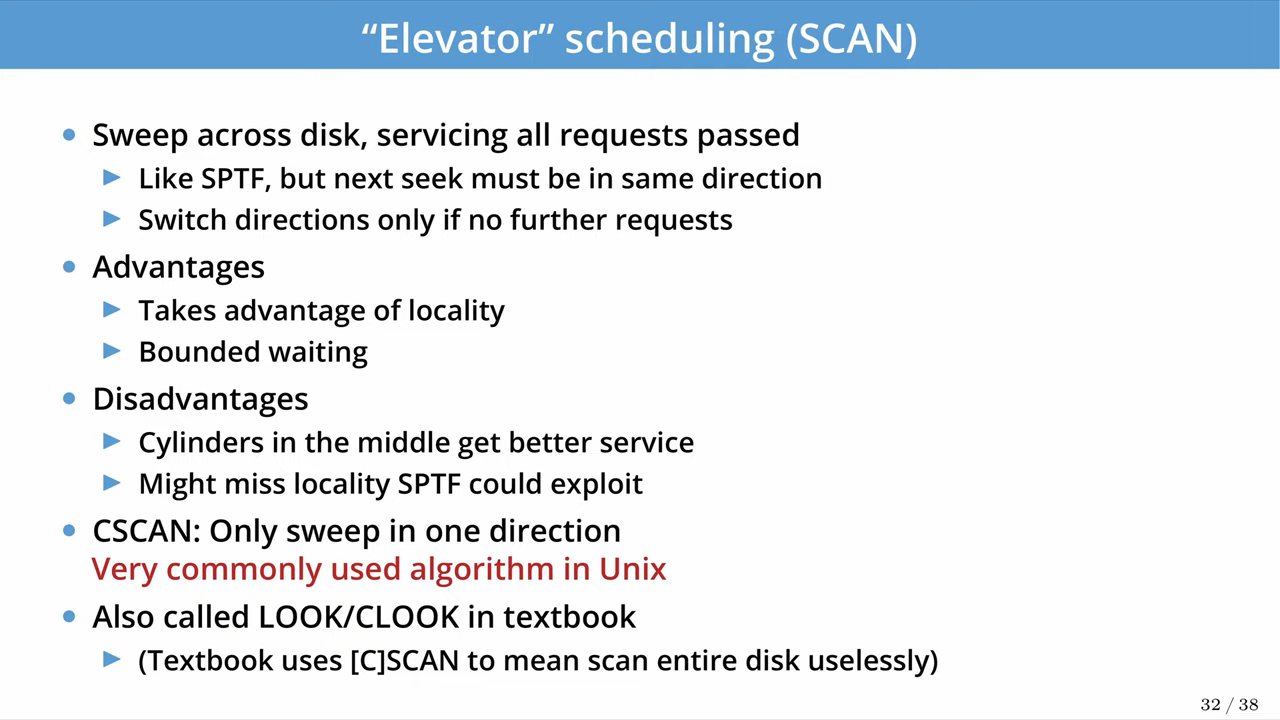 “Elevator” scheduling (SCAN)
• Sweep across disk, servicing all requests passed
▶ Like SPTF, but next seek must be in same direction
▶ Switch directions only if no further requests
• Advantages
▶ Takes advantage of locality
▶ Bounded waiting
• Disadvantages
▶ Cylinders in the middle get better service
▶ Might miss locality SPTF could exploit
• CSCAN: Only sweep in one direction
Very commonly used algorithm in Unix
• Also called LOOK/CLOOK in textbook
▶ (Textbook uses [C]SCAN to mean scan entire disk uselessly)
32 / 38